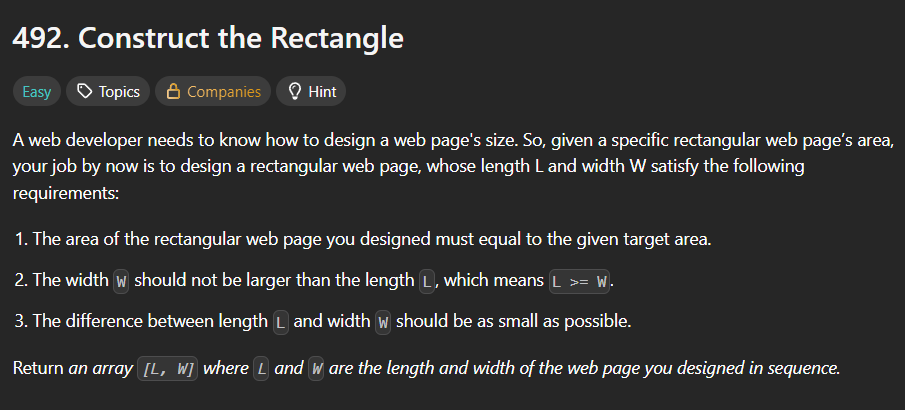 492. Construct the Rectangle
Easy Topics Companies Hint
A web developer needs to know how to design a web page's size. So, given a specific rectangular web page’s area,
your job by now is to design a rectangular web page, whose length L and width W satisfy the following
requirements:
1. The area of the rectangular web page you designed must equal to the given target area.
2. The width W should not be larger than the length L, which means L >= W.
3. The difference between length L and width W should be as small as possible.
Return an array [L, W] where L and W are the length and width of the web page you designed in sequence.